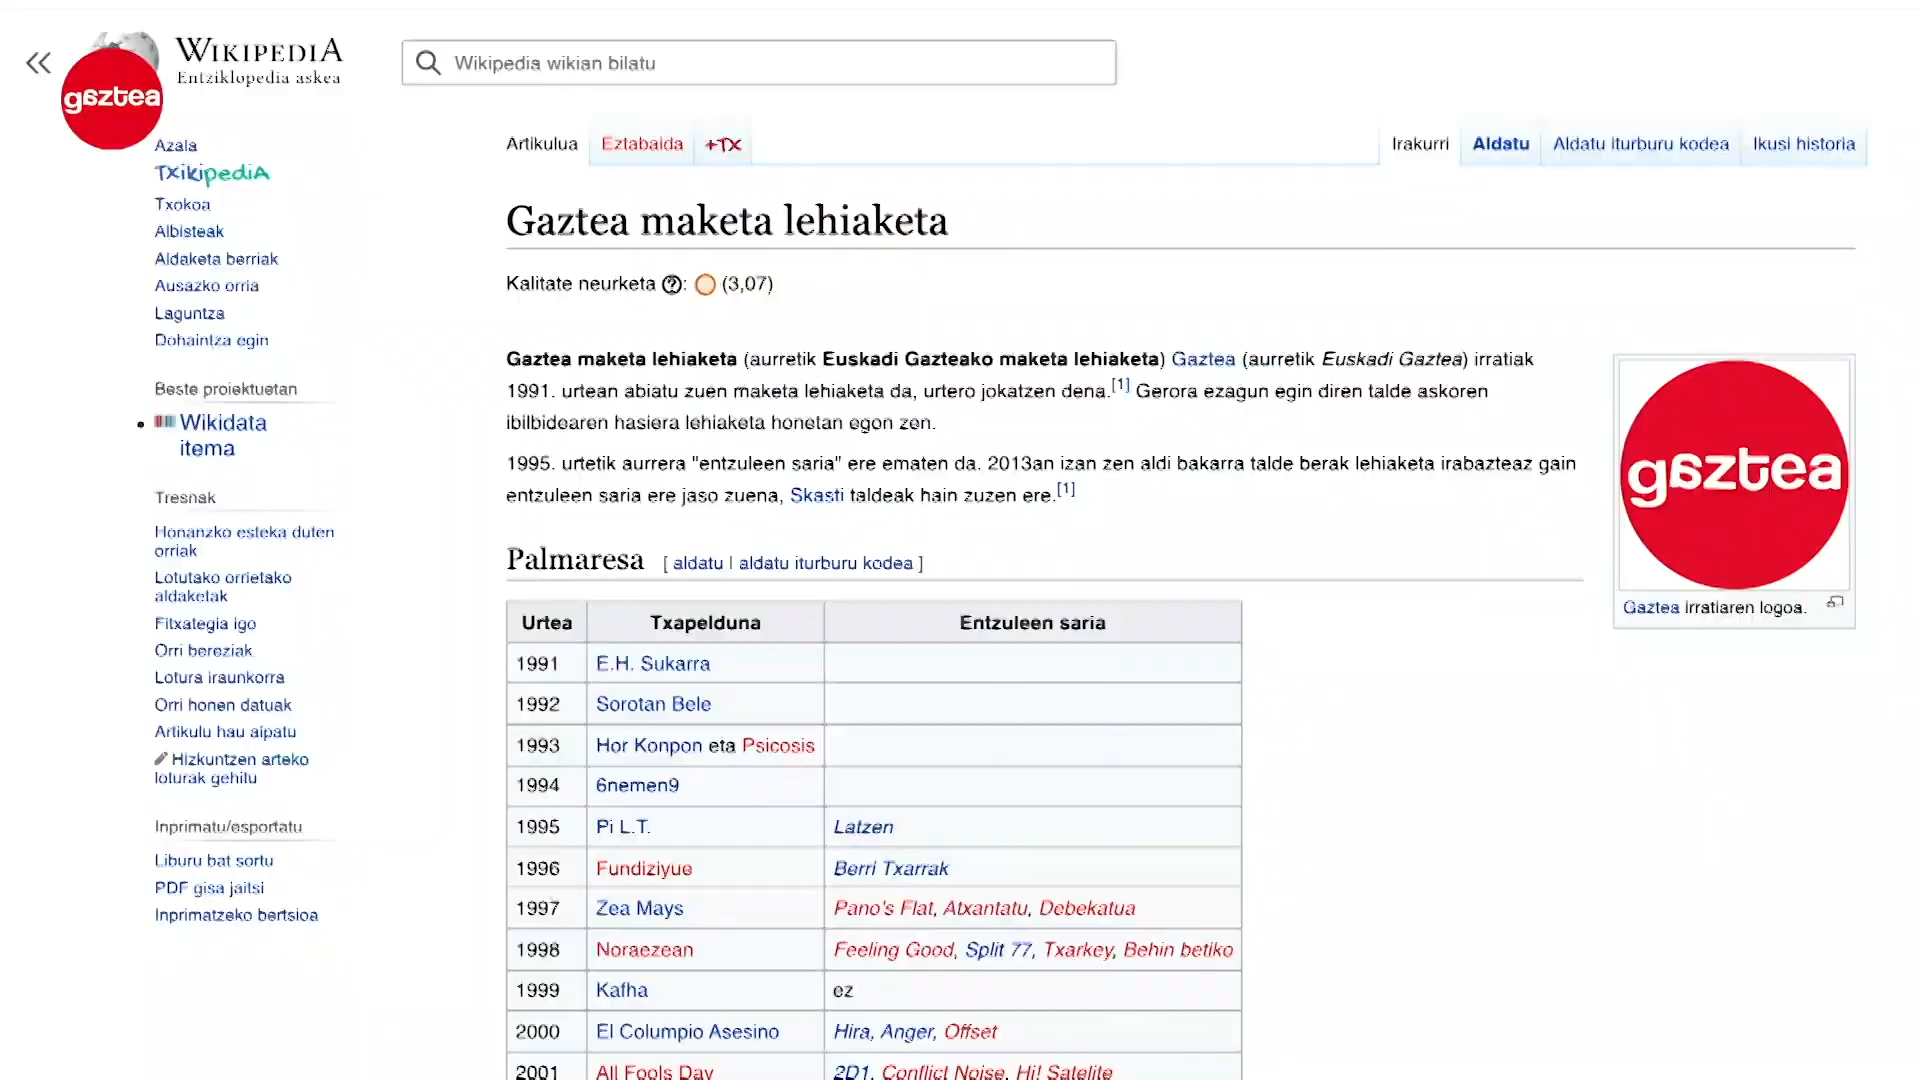 WIKIPEDIA
Entziklopedia askea
Wikipedia wikian bilatu
gaztea
Azala
TXikipediA
Txokoa
Albisteak
Aldaketa berriak
Ausazko orria
Laguntza
Dohaintza egin
Beste proiektuetan
Wikidata
itema
Tresnak
Honanzko esteka duten
orriak
Lotutako orrietako
aldaketak
Fitxategia igo
Orri bereziak
Lotura iraunkorra
Orri honen datuak
Artikulu hau aipatu
Hizkuntzen arteko
loturak gehitu
Inprimatu/esportatu
Liburu bat sortu
PDF gisa jaitsi
Inprimatzeko bertsioa
Artikulua Eztabaida +TX Irakurri Aldatu Aldatu iturburu kodea Ikusi historia
Gaztea maketa lehiaketa
Kalitate neurketa ?: (3,07)
Gaztea maketa lehiaketa (aurretik Euskadi Gazteako maketa lehiaketa) Gaztea (aurretik Euskadi Gaztea) irratiak
1991. urtean abiatu zuen maketa lehiaketa da, urtero jokatzen dena.[1] Gerora ezagun egin diren talde askoren
ibilbidearen hasiera lehiaketa honetan egon zen.
1995. urtetik aurrera "entzuleen saria" ere ematen da. 2013an izan zen aldi bakarra talde berak lehiaketa irabazteaz gain
entzuleen saria ere jaso zuena, Skasti taldeak hain zuzen ere.[1]
gaztea
Gaztea irratiaren logoa.
Palmaresa [ aldatu | aldatu iturburu kodea ]
Urtea Txapelduna Entzuleen saria
1991 E.H. Sukarra
1992 Sorotan Bele
1993 Hor Konpon eta Psicosis
1994 6nemen9
1995 Pi L.T. Latzen
1996 Fundiziyue Berri Txarrak
1997 Zea Mays Pano's Flat, Atxantatu, Debekatua
1998 Noraezean Feeling Good, Split 77, Txarkey, Behin betiko
1999 Kafha ez
2000 El Columpio Asesino Hira, Anger, Offset
2001 All Fools Day 2D1, Conflict Noise, Hi! Satelite